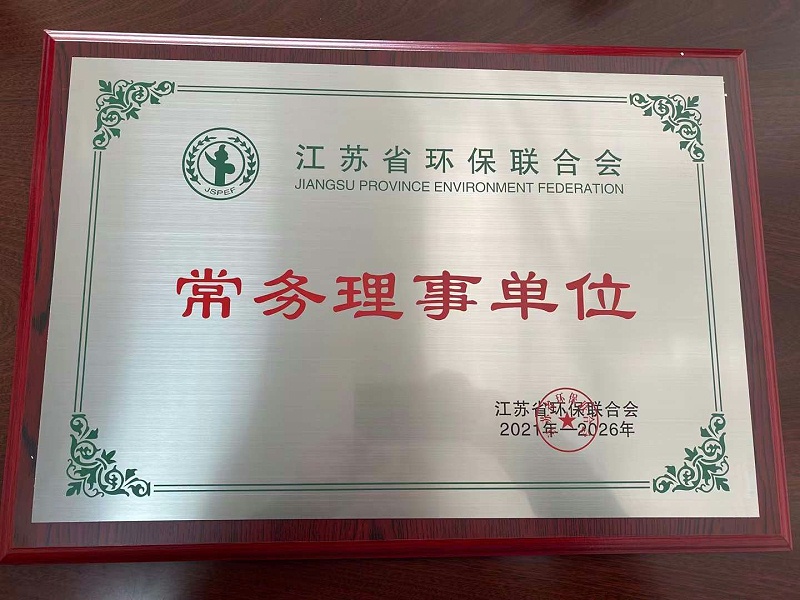 JSPEF
江苏省环保联合会
JIANGSU PROVINCE ENVIRONMENT FEDERATION
常务理事单位
江苏省环保联合会
2021年—2026年